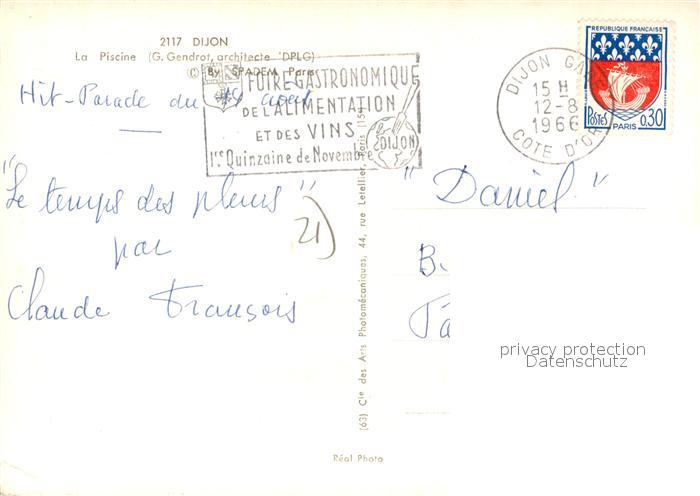 2117 DIJON
La Piscine (G. Gendrot, architecte DPLG)
© By SPADEM Paris
FOIRE GASTRONOMIQUE
DE L'ALIMENTATION
ET DES VINS
1re Quinzaine de Novembre
DIJON
DIJON GARE
15 H
12-8
1966
COTE D'OR
REPUBLIQUE FRANÇAISE
POSTES
PARIS
0,30
Hit-Parade du août
"Le temps des pleurs"
par
Claude François
21)
(63) Cie des Arts Photomécaniques, 44, rue Letellier, Paris (15e)
"Daniel"
B.
Pa
privacy protection
Datenschutz
Réal Photo